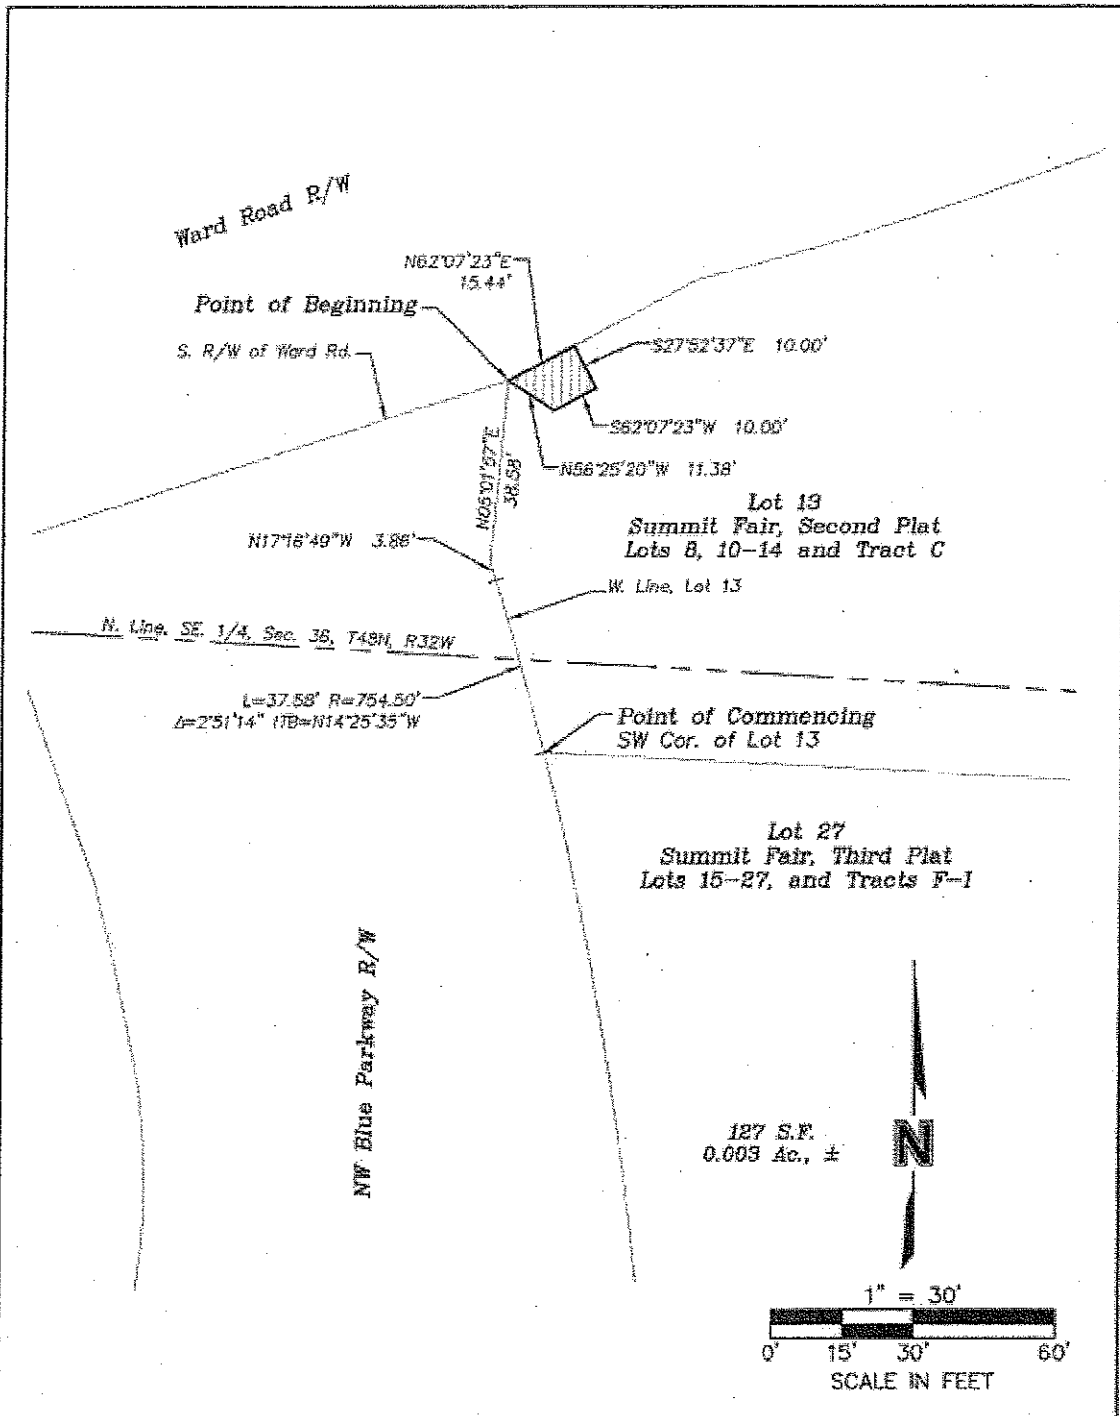 Ward Road R/W
N62°07'23"E
15.44'
Point of Beginning
S. R/W of Ward Rd.
S27°52'37"E 10.00'
S62°07'23"W 10.00'
N56°25'20"W 11.38'
38.58'
Lot 13
Summit Fair, Second Plat
Lots 8, 10-14 and Tract C
N17°16'49"W 3.86'
W. Line, Lot 13
N. Line, SE. 1/4, Sec. 36, T48N, R32W
L=37.58' R=754.50'
Δ=2°51'14" ITB=N14°25'35"W
Point of Commencing
SW Cor. of Lot 13
Lot 27
Summit Fair, Third Plat
Lots 15-27, and Tracts F-I
NW Blue Parkway R/W
127 S.F.
0.003 Ac., ±
N
1" = 30'
0' 15' 30' 60'
SCALE IN FEET